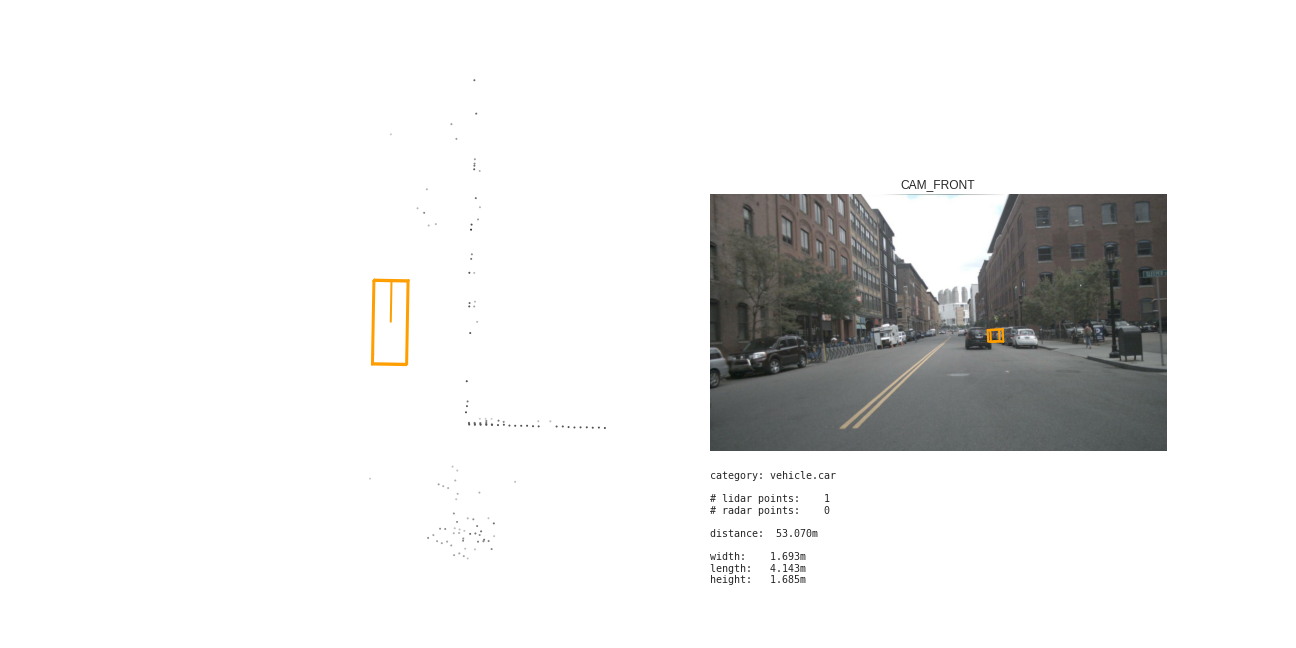 CAM_FRONT
category: vehicle.car
# lidar points: 1
# radar points: 0
distance: 53.070m
width: 1.693m
length: 4.143m
height: 1.685m